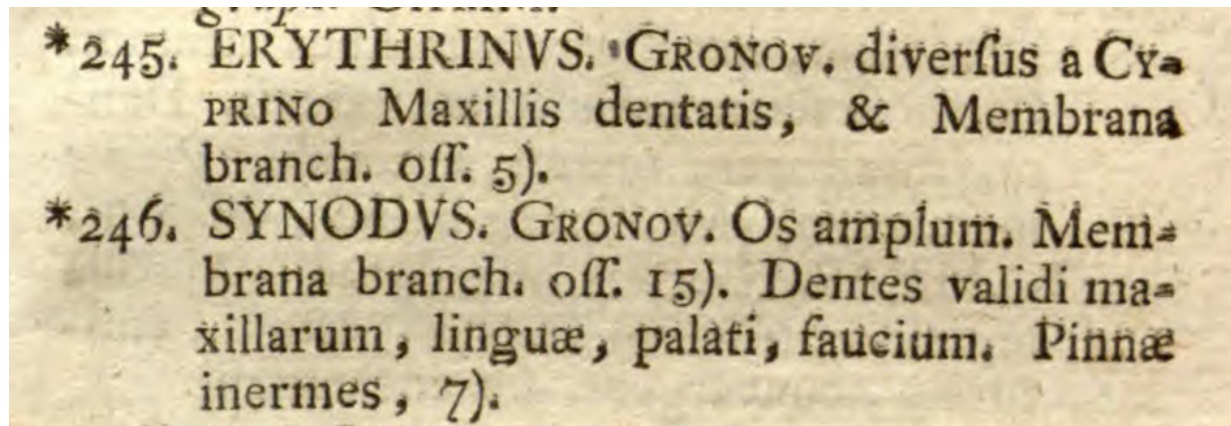 *245. ERYTHRINVS. GRONOV. diverſus a CY-
PRINO Maxillis dentatis, & Membrana
branch. oſſ. 5).
*246. SYNODVS. GRONOV. Os amplum. Mem-
brana branch. oſſ. 15). Dentes validi ma-
xillarum, linguæ, palati, faucium. Pinnæ
inermes, 7).